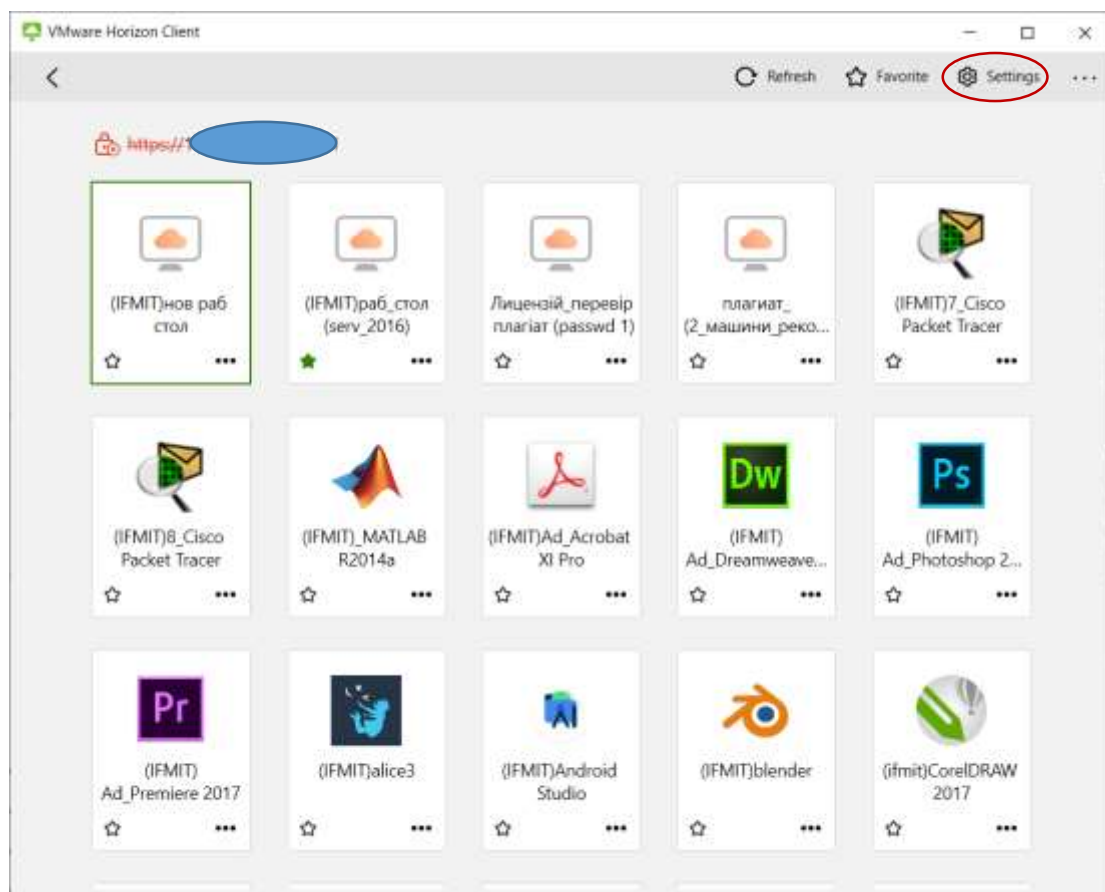 VMware Horizon Client
Refresh Favorite Settings
https://
(IFMIT)нов раб
стол
(IFMIT)раб_стол
(serv_2016)
Лицензій_перевір
плагіат (passwd 1)
плагиат_
(2_машини_реко...
(IFMIT)7_Cisco
Packet Tracer
(IFMIT)8_Cisco
Packet Tracer
(IFMIT)_MATLAB
R2014a
(IFMIT)Ad_Acrobat
XI Pro
Dw
(IFMIT)
Ad_Dreamweave...
Ps
(IFMIT)
Ad_Photoshop 2...
Pr
(IFMIT)
Ad_Premiere 2017
(IFMIT)alice3
(IFMIT)Android
Studio
(IFMIT)blender
(ifmit)CorelDRAW
2017